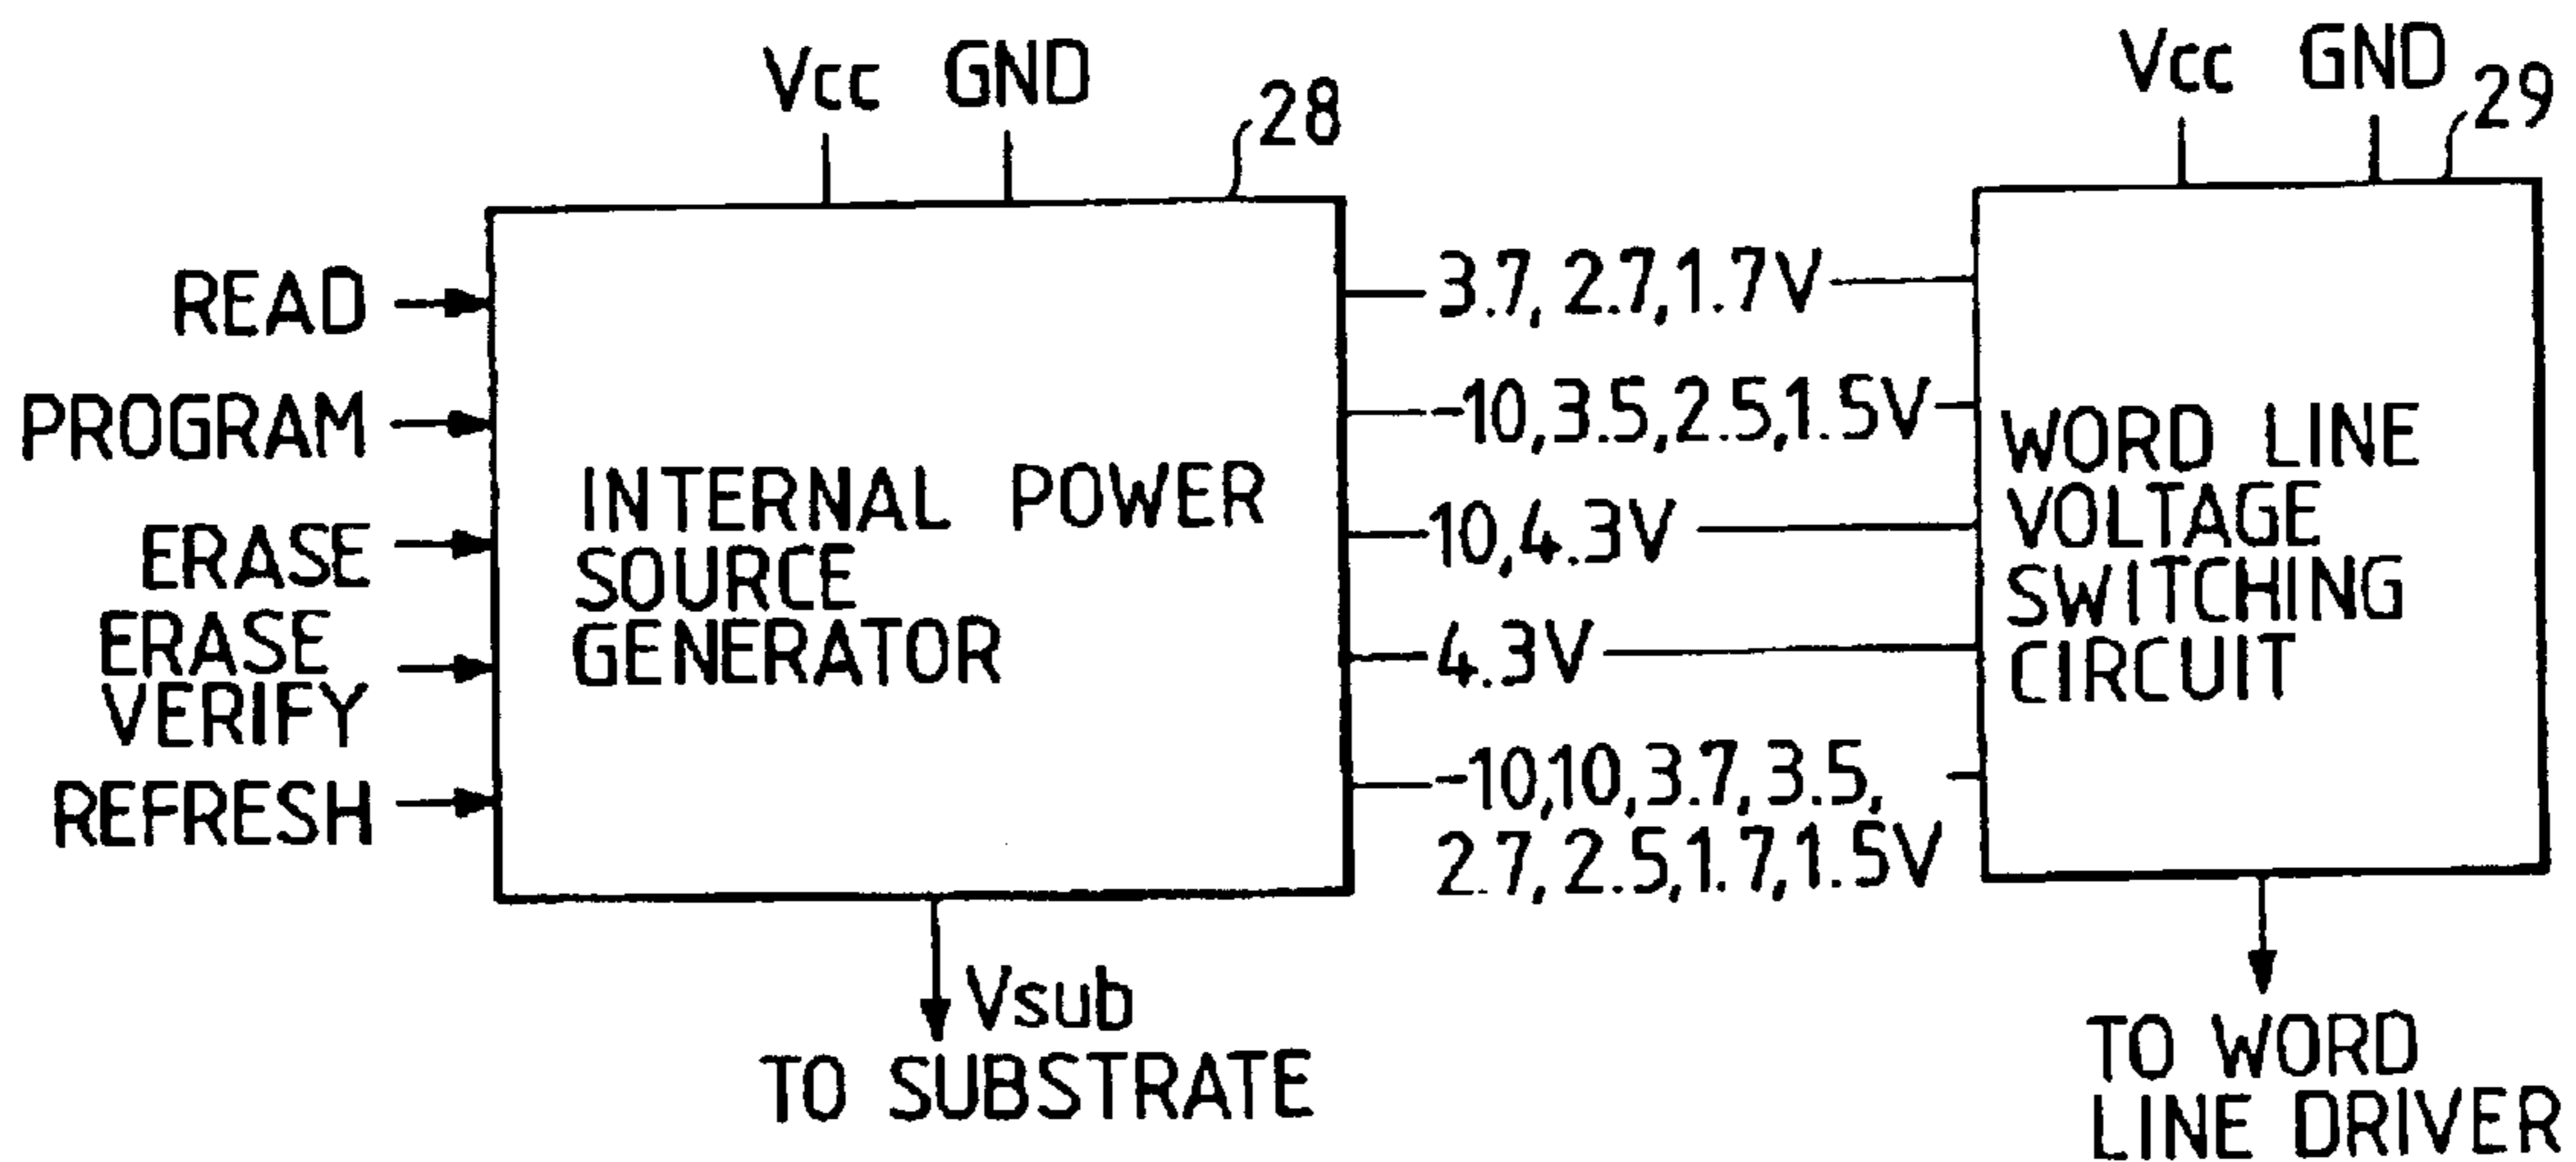 Vcc GND
28
Vcc GND
29
READ
PROGRAM
ERASE
ERASE
VERIFY
REFRESH
INTERNAL POWER
SOURCE
GENERATOR
3.7, 2.7,1.7V
-10,3.5,2.5,1.5V
10,4.3V
4.3V
-10,10,3.7,3.5,
2.7,2.5,1.7,1.5V
WORD LINE
VOLTAGE
SWITCHING
CIRCUIT
Vsub
TO SUBSTRATE
TO WORD
LINE DRIVER